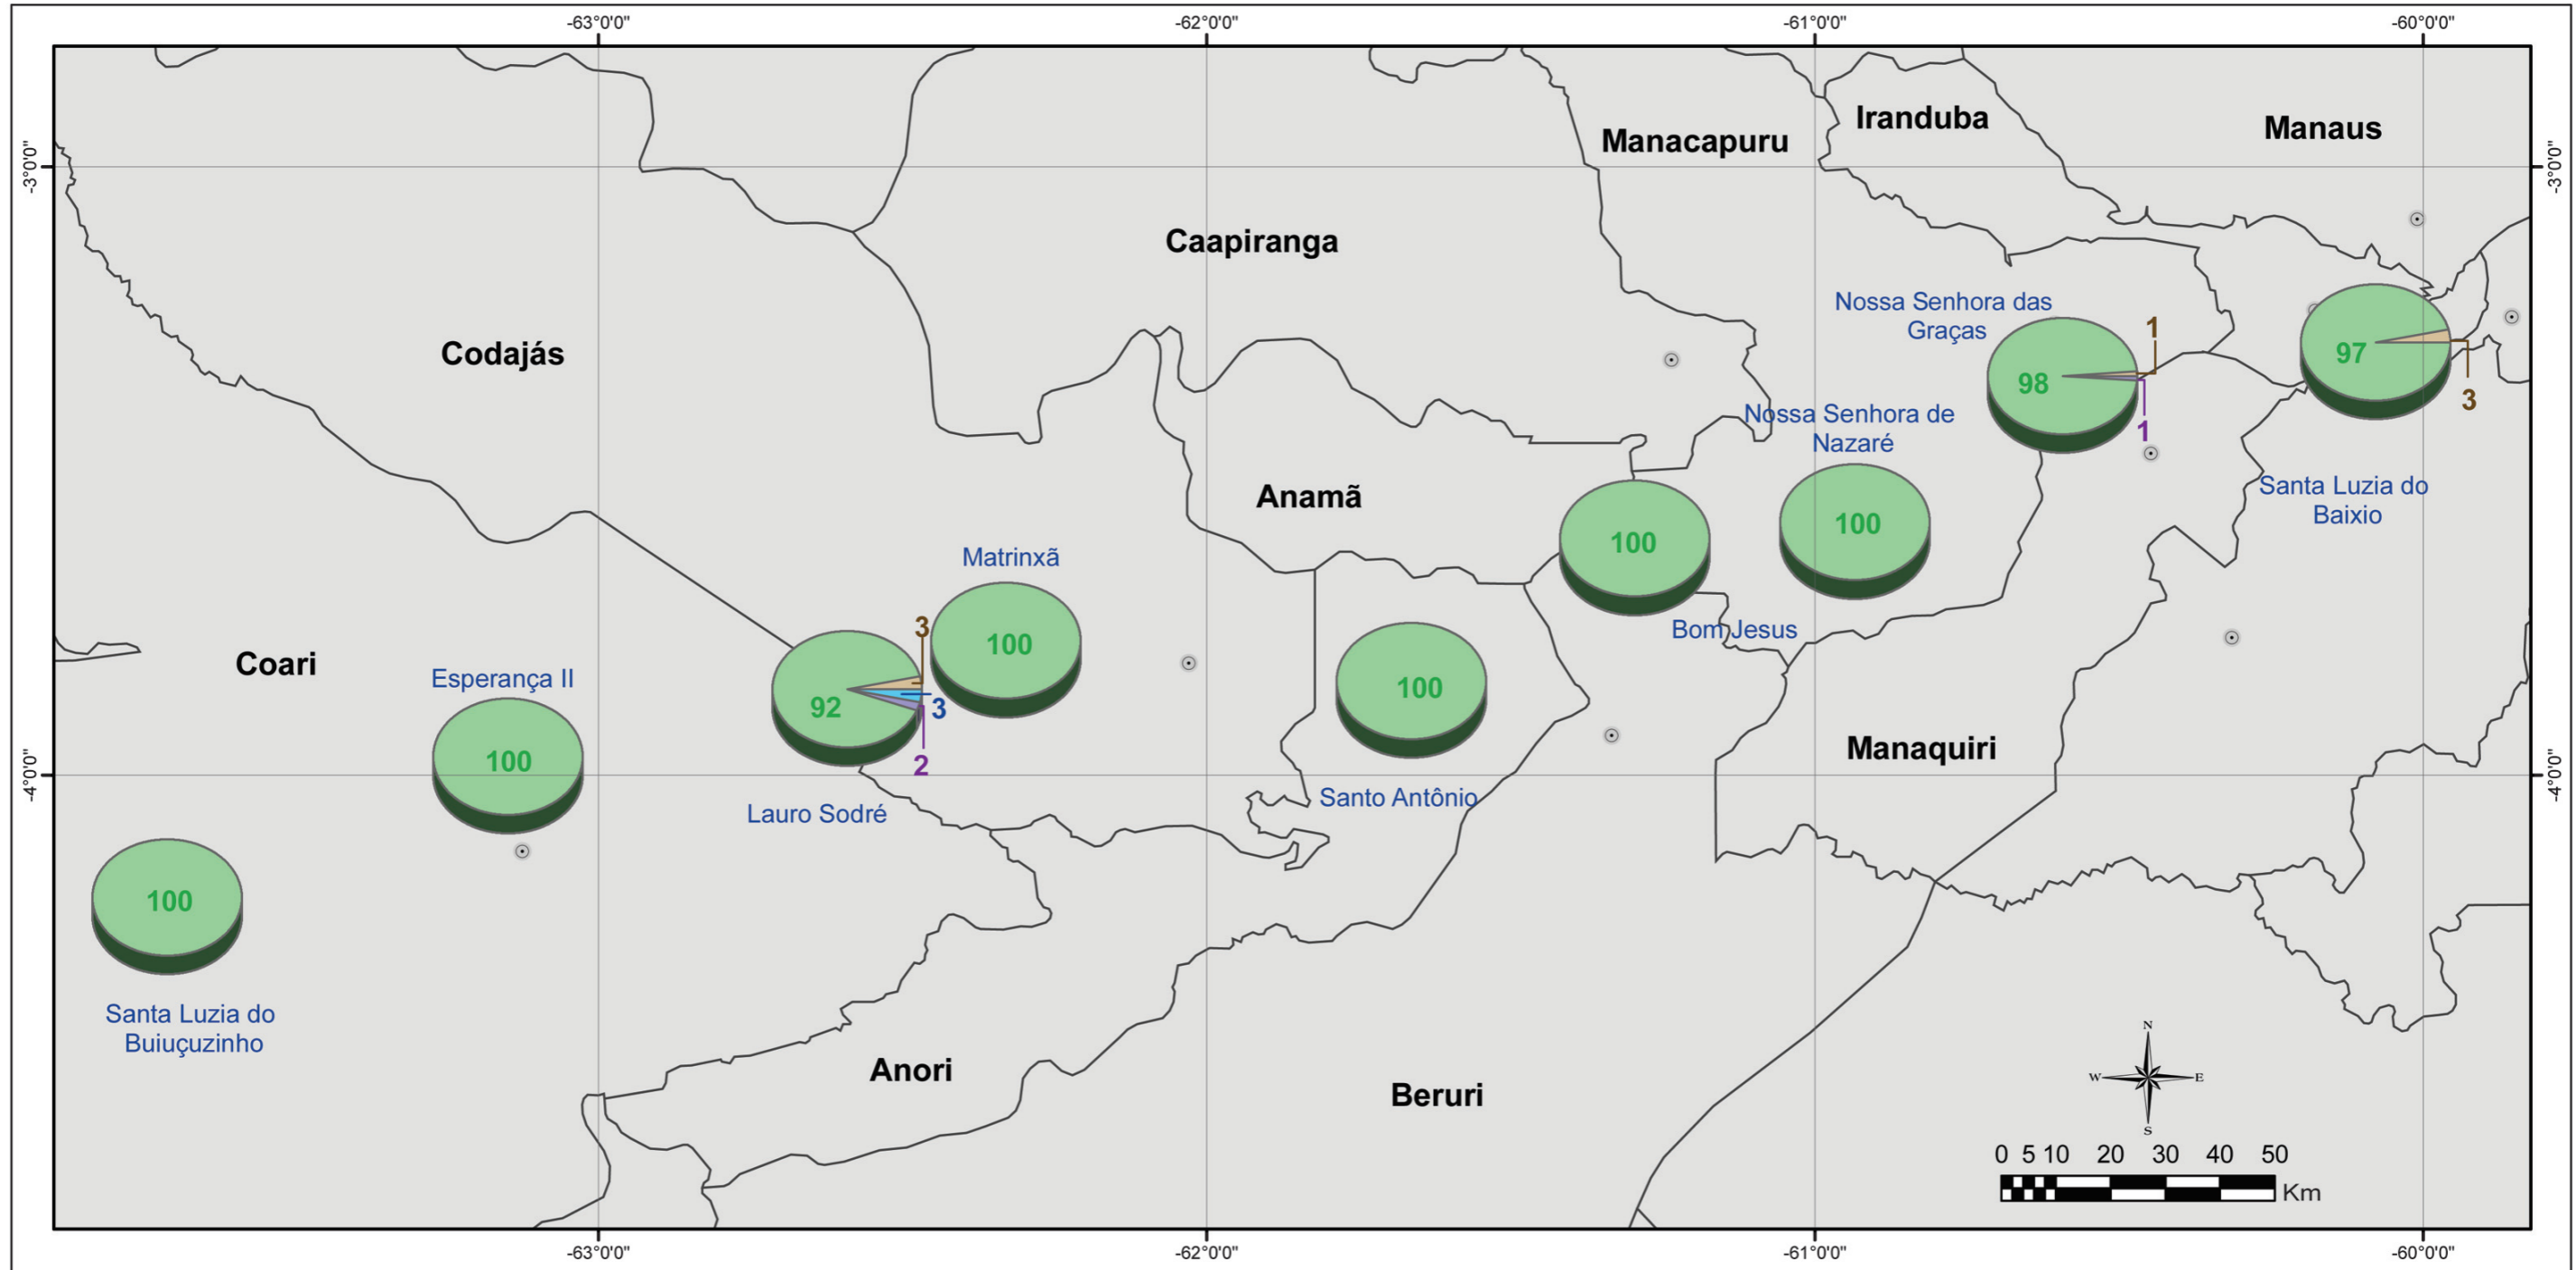 -63°0'0"
-62°0'0"
-61°0'0"
-60°0'0"
-3°0'0"
-3°0'0"
Iranduba
Manaus
Manacapuru
Caapiranga
Nossa Senhora das
Graças
1
98
1
97
3
Codajás
Nossa Senhora de
Nazaré
100
Santa Luzia do
Baixio
Anamã
100
Bom Jesus
Matrinxã
100
3
92
3
2
Lauro Sodré
Coari
Esperança II
100
100
Santo Antônio
Manaquiri
-4°0'0"
-4°0'0"
100
Santa Luzia do
Buiuçuzinho
Anori
Beruri
N
W
E
S
0 5 10 20 30 40 50
Km
-63°0'0"
-62°0'0"
-61°0'0"
-60°0'0"